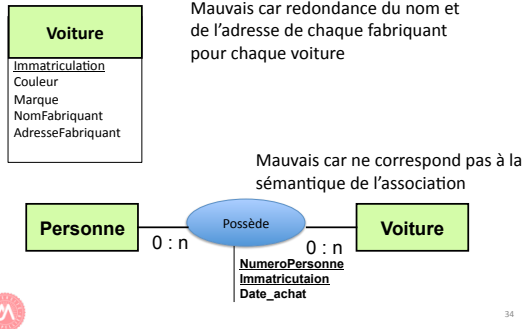 Voiture
Immatriculation
Couleur
Marque
NomFabriquant
AdresseFabriquant
Mauvais car redondance du nom et
de l'adresse de chaque fabriquant
pour chaque voiture
Mauvais car ne correspond pas à la
sémantique de l'association
Personne
0 : n
Possède
0 : n
Voiture
NumeroPersonne
Immatricutaion
Date_achat
34